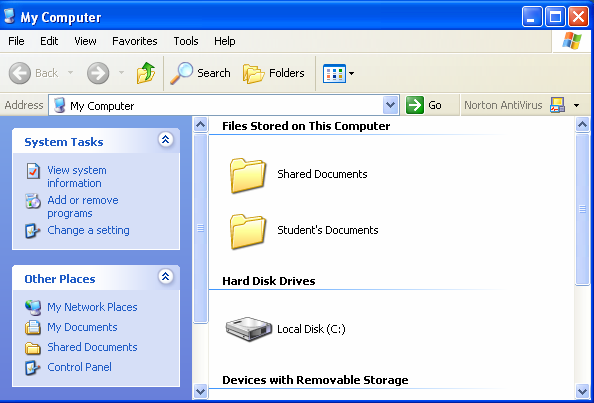 My Computer
File Edit View Favorites Tools Help
Back Search Folders
Address My Computer Go Norton AntiVirus
System Tasks
View system
information
Add or remove
programs
Change a setting
Other Places
My Network Places
My Documents
Shared Documents
Control Panel
Files Stored on This Computer
Shared Documents
Student's Documents
Hard Disk Drives
Local Disk (C:)
Devices with Removable Storage